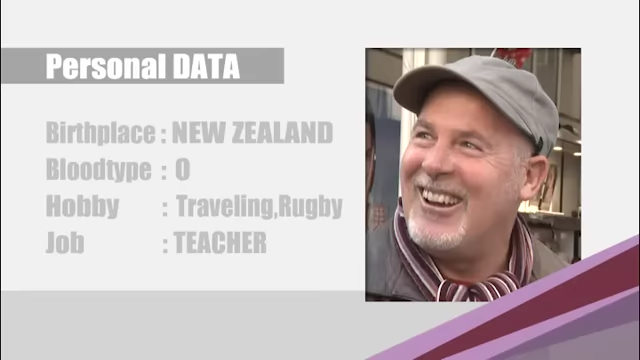 Personal DATA
Birthplace : NEW ZEALAND
Bloodtype : O
Hobby : Traveling,Rugby
Job : TEACHER